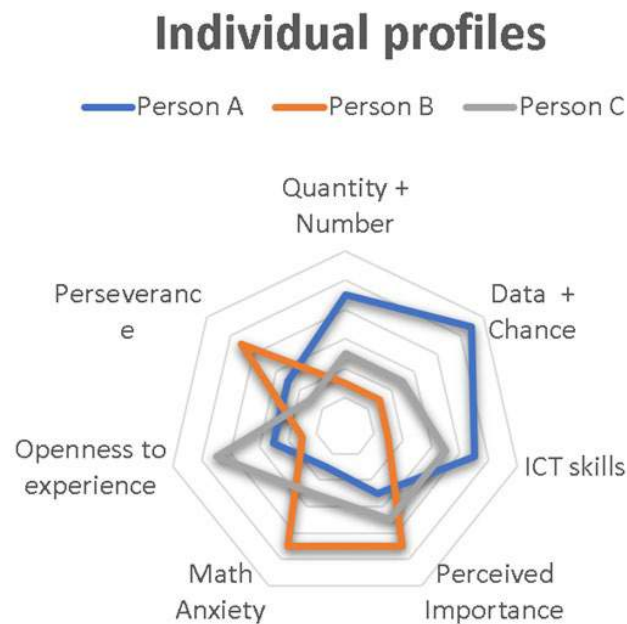 Individual profiles
Person A Person B Person C
Quantity +
Number
Data +
Chance
ICT skills
Perceived
Importance
Math
Anxiety
Openness to
experience
Perseveranc
e